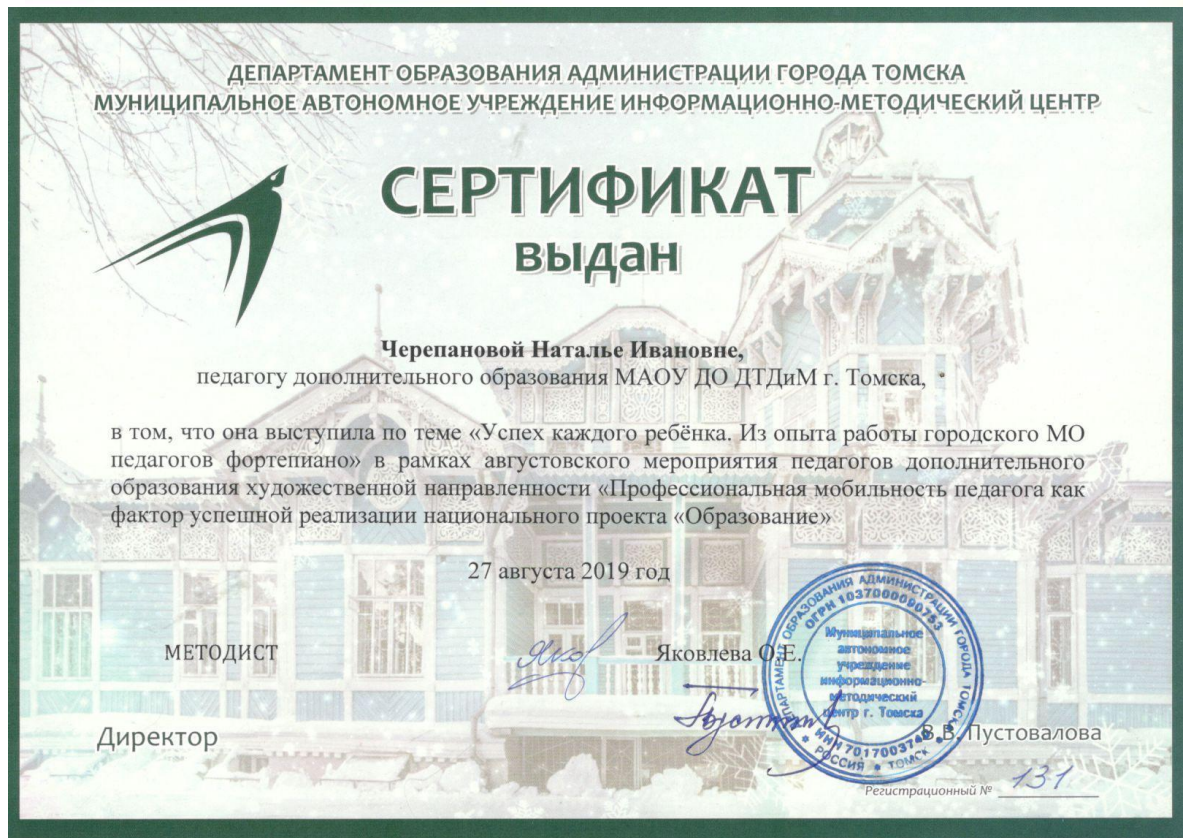 ДЕПАРТАМЕНТ ОБРАЗОВАНИЯ АДМИНИСТРАЦИИ ГОРОДА ТОМСКА
МУНИЦИПАЛЬНОЕ АВТОНОМНОЕ УЧРЕЖДЕНИЕ ИНФОРМАЦИОННО-МЕТОДИЧЕСКИЙ ЦЕНТР
СЕРТИФИКАТ
выдан
Черепановой Наталье Ивановне,
педагогу дополнительного образования МАОУ ДО ДТДиМ г. Томска,
в том, что она выступила по теме «Успех каждого ребёнка. Из опыта работы городского МО
педагогов фортепиано» в рамках августовского мероприятия педагогов дополнительного
образования художественной направленности «Профессиональная мобильность педагога как
фактор успешной реализации национального проекта «Образование»
27 августа 2019 год
МЕТОДИСТ
Яковлева О.Е.
Директор
В.В. Пустовалова
ДЕПАРТАМЕНТ ОБРАЗОВАНИЯ АДМИНИСТРАЦИИ ГОРОДА ТОМСКА
ОГРН 1037000090753
Муниципальное
автономное
учреждение
информационно-
методический
центр г. Томска
РОССИЯ • ТОМСК
Регистрационный № 131